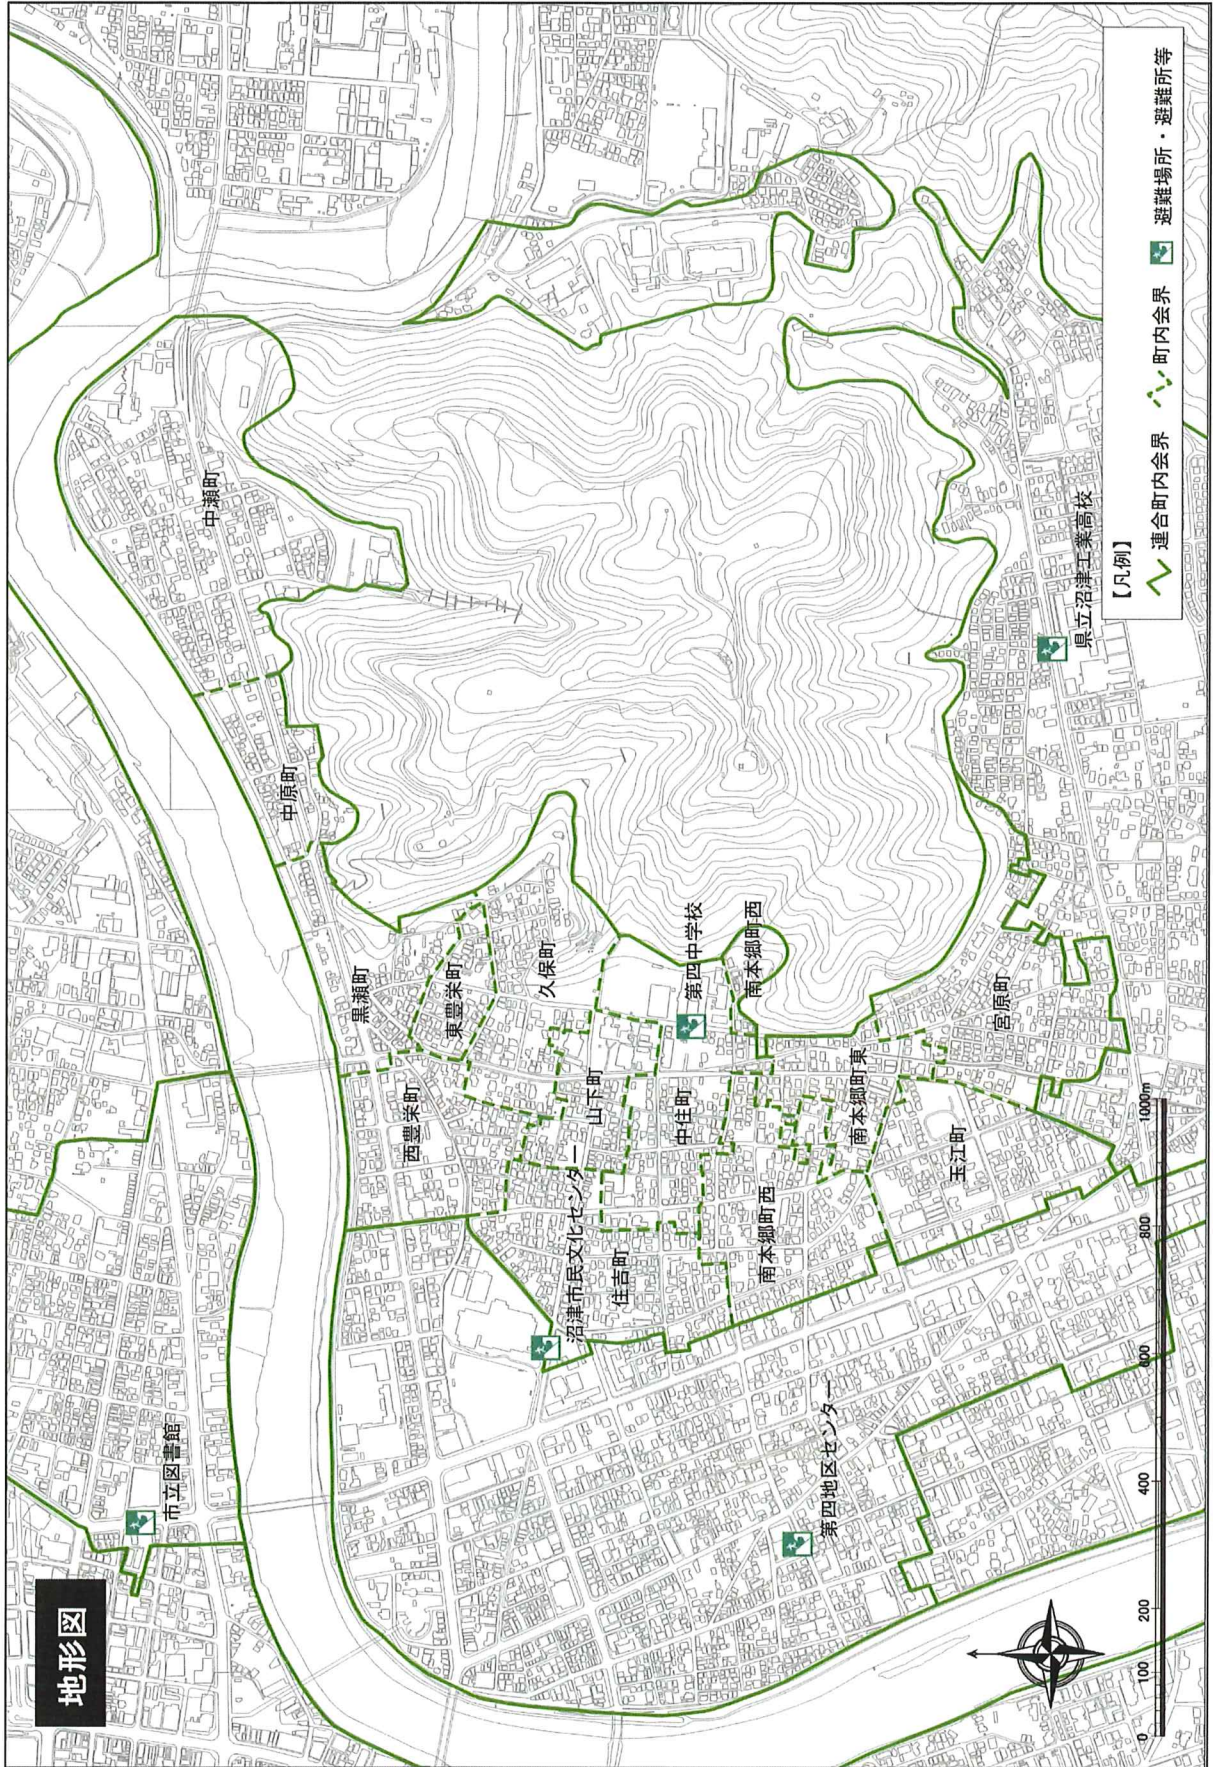 地形図
市立図書館
中瀬町
中原町
黒瀬町
東豊栄町
西豊栄町
久保町
山下町
沼津市民文化センター
住吉町
中住町
第四中学校
南本郷町西
南本郷町西
南本郷町東
玉江町
宮原町
第四地区センター
県立沼津工業高校
【凡例】
連合町内会界 町内会界 避難場所・避難所等
0 100 200 400 600 800 1000m